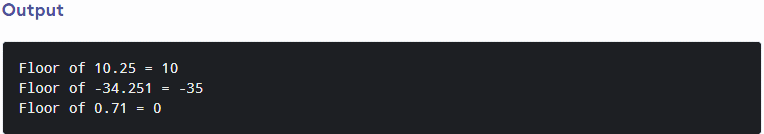 Output
Floor of 10.25 = 10
Floor of -34.251 = -35
Floor of 0.71 = 0